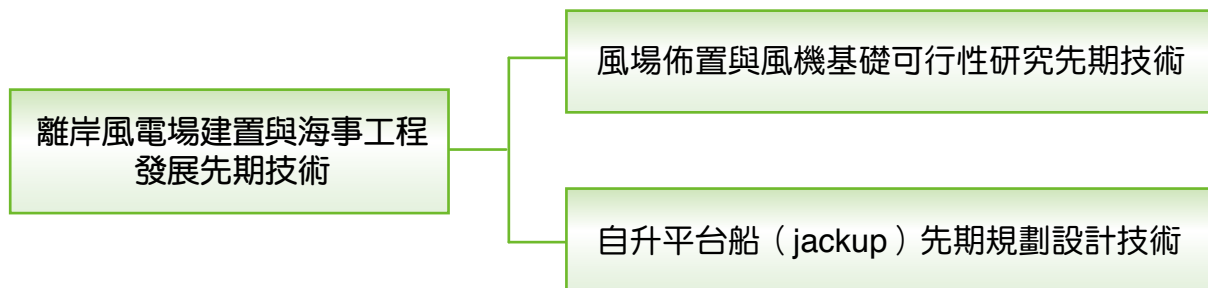 離岸風電場建置與海事工程
發展先期技術
風場佈置與風機基礎可行性研究先期技術
自升平台船（jackup）先期規劃設計技術